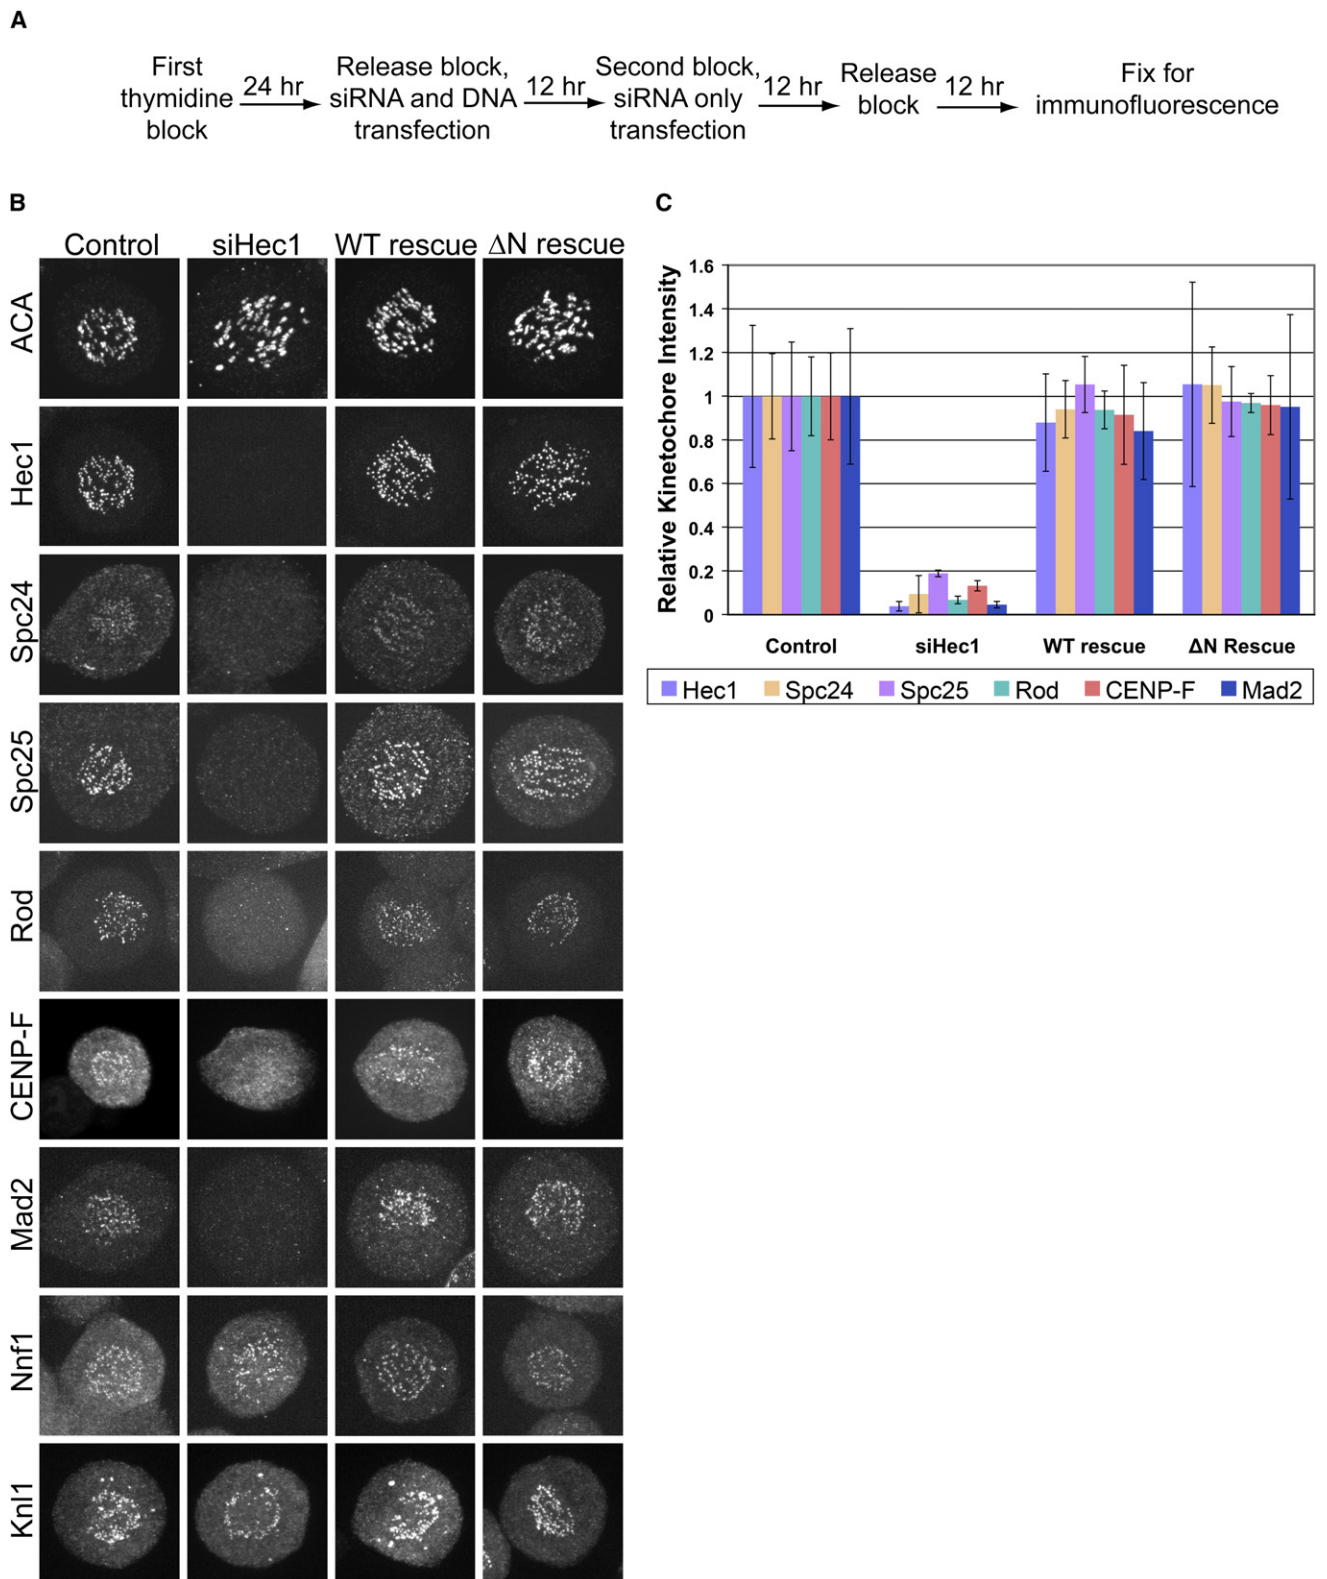 A
First thymidine block
24 hr
Release block, siRNA and DNA transfection
12 hr
Second block, siRNA only transfection
12 hr
Release block
12 hr
Fix for immunofluorescence
B
Control siHec1 WT rescue ΔN rescue
ACA
Hec1
Spc24
Spc25
Rod
CENP-F
Mad2
Nnf1
Knl1
C
Relative Kinetochore Intensity
1.6
1.4
1.2
1
0.8
0.6
0.4
0.2
0
Control siHec1 WT rescue ΔN Rescue
Hec1 Spc24 Spc25 Rod CENP-F Mad2